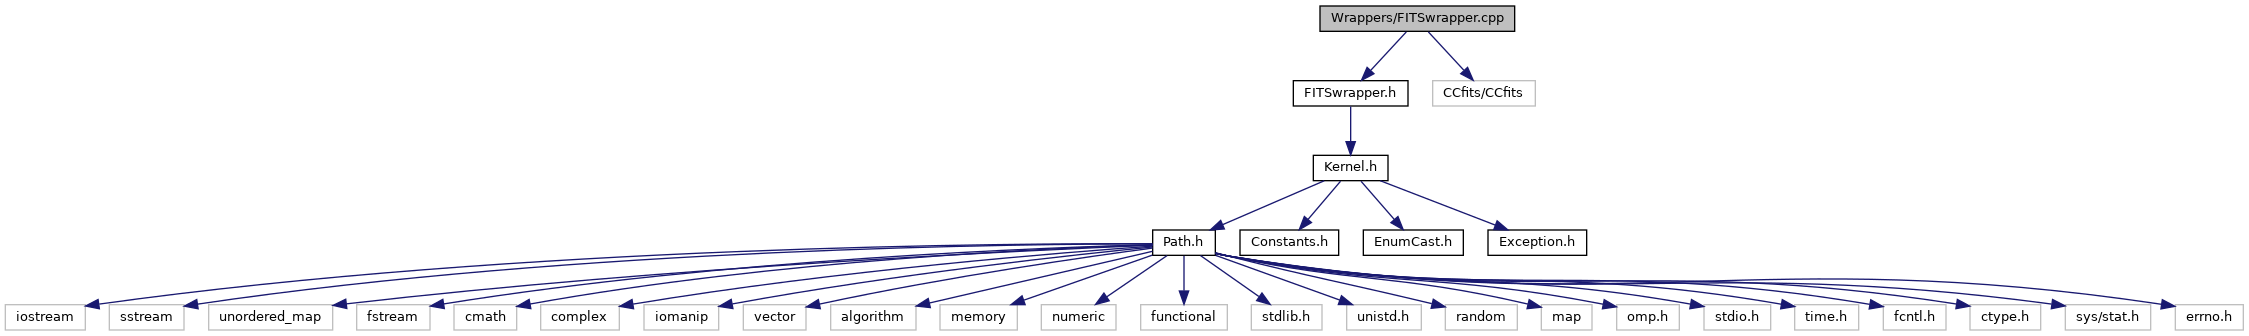 Wrappers/FITSwrapper.cpp
FITSwrapper.h
CCfits/CCfits
Kernel.h
Path.h
Constants.h
EnumCast.h
Exception.h
iostream
sstream
unordered_map
fstream
cmath
complex
iomanip
vector
algorithm
memory
numeric
functional
stdlib.h
unistd.h
random
map
omp.h
stdio.h
time.h
fcntl.h
ctype.h
sys/stat.h
errno.h